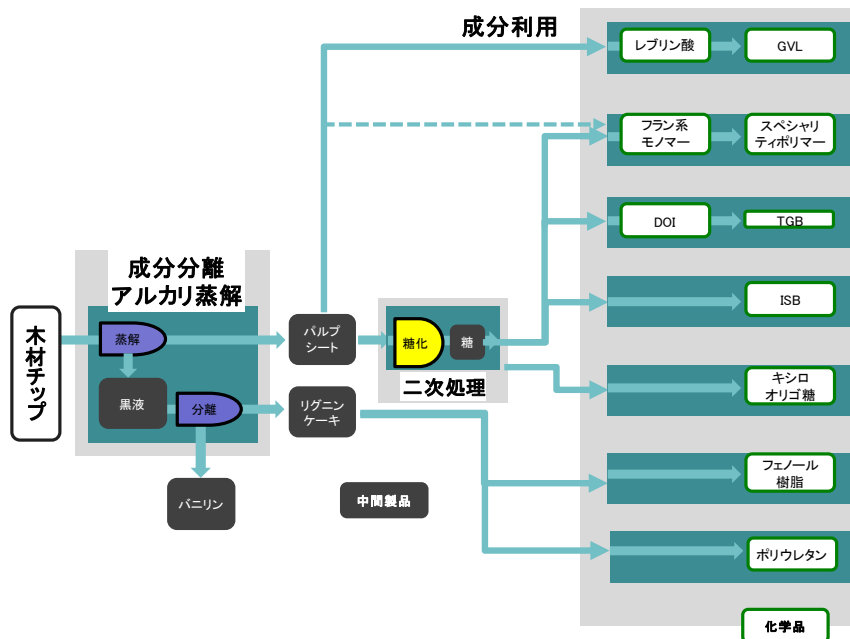 成分利用
レブリン酸
GVL
フラン系
モノマー
スペシャリ
ティポリマー
DOI
TGB
成分分離
アルカリ蒸解
ISB
木材チップ
蒸解
パルプ
シート
糖化
糖
二次処理
キシロ
オリゴ糖
黒液
分離
リグニン
ケーキ
フェノール
樹脂
バニリン
中間製品
ポリウレタン
化学品